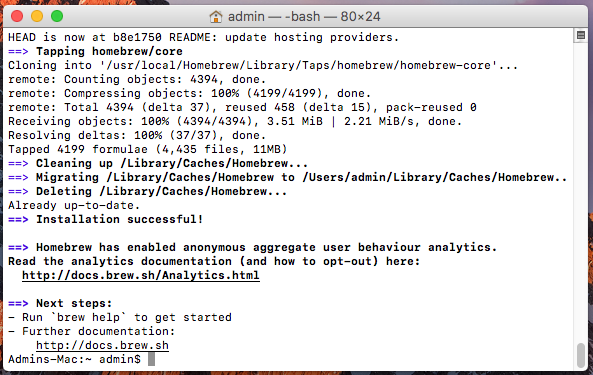 admin — -bash — 80×24
HEAD is now at b8e1750 README: update hosting providers.
==> Tapping homebrew/core
Cloning into '/usr/local/Homebrew/Library/Taps/homebrew/homebrew-core'...
remote: Counting objects: 4394, done.
remote: Compressing objects: 100% (4199/4199), done.
remote: Total 4394 (delta 37), reused 458 (delta 15), pack-reused 0
Receiving objects: 100% (4394/4394), 3.51 MiB | 2.21 MiB/s, done.
Resolving deltas: 100% (37/37), done.
Tapped 4199 formulae (4,435 files, 11MB)
==> Cleaning up /Library/Caches/Homebrew...
==> Migrating /Library/Caches/Homebrew to /Users/admin/Library/Caches/Homebrew..
==> Deleting /Library/Caches/Homebrew...
Already up-to-date.
==> Installation successful!
==> Homebrew has enabled anonymous aggregate user behaviour analytics.
Read the analytics documentation (and how to opt-out) here:
http://docs.brew.sh/Analytics.html
==> Next steps:
- Run `brew help` to get started
- Further documentation:
http://docs.brew.sh
Admins-Mac:~ admin$